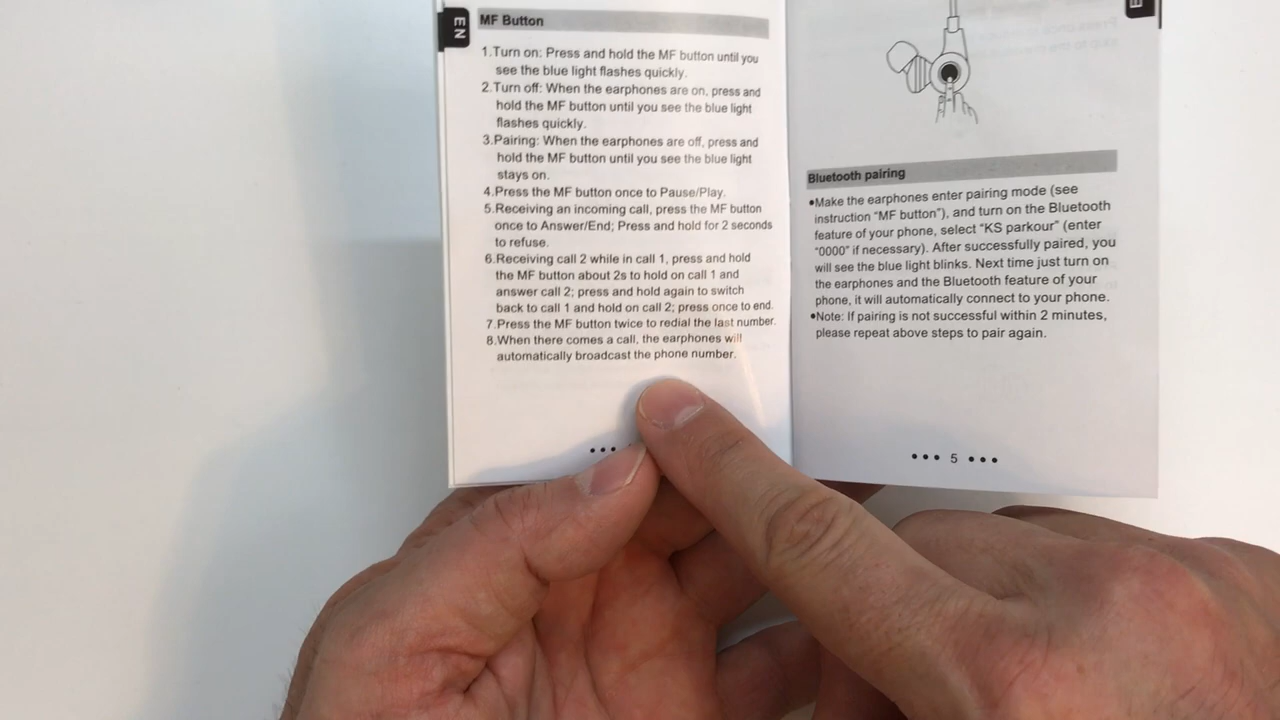 EN
MF Button
1.Turn on: Press and hold the MF button until you
see the blue light flashes quickly.
2.Turn off: When the earphones are on, press and
hold the MF button until you see the blue light
flashes quickly.
3.Pairing: When the earphones are off, press and
hold the MF button until you see the blue light
stays on.
4.Press the MF button once to Pause/Play.
5.Receiving an incoming call, press the MF button
once to Answer/End; Press and hold for 2 seconds
to refuse.
6.Receiving call 2 while in call 1, press and hold
the MF button about 2s to hold on call 1 and
answer call 2; press and hold again to switch
back to call 1 and hold on call 2; press once to end.
7.Press the MF button twice to redial the last number.
8.When there comes a call, the earphones will
automatically broadcast the phone number.
Bluetooth pairing
•Make the earphones enter pairing mode (see
instruction "MF button"), and turn on the Bluetooth
feature of your phone, select "KS parkour" (enter
"0000" if necessary). After successfully paired, you
will see the blue light blinks. Next time just turn on
the earphones and the Bluetooth feature of your
phone, it will automatically connect to your phone.
•Note: If pairing is not successful within 2 minutes,
please repeat above steps to pair again.
••• 5 •••